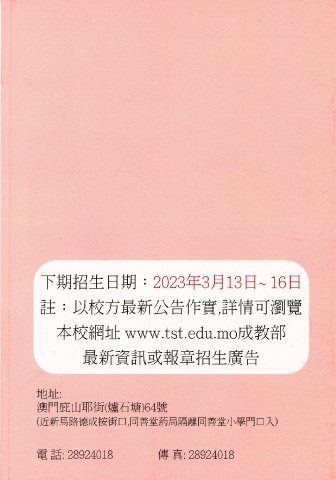 下期招生日期：2023年3月13日~ 16日
註：以校方最新公告作實,詳情可瀏覽
本校網址 www.tst.edu.mo成教部
最新資訊或報章招生廣告
地址:
澳門庇山耶街(爐石塘)64號
(近新馬路德成按街口,同善堂药局隔離同善堂小學門口入)
電 話: 28924018 傳 真: 28924018